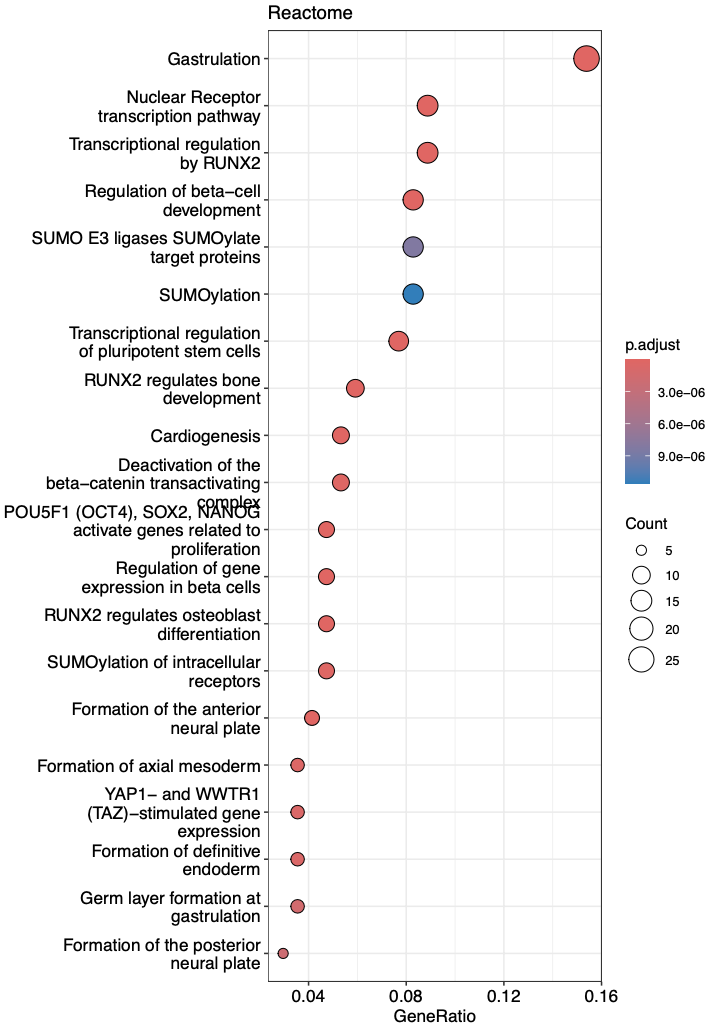 Reactome
Gastrulation
Nuclear Receptor
transcription pathway
Transcriptional regulation
by RUNX2
Regulation of beta−cell
development
SUMO E3 ligases SUMOylate
target proteins
SUMOylation
Transcriptional regulation
of pluripotent stem cells
RUNX2 regulates bone
development
Cardiogenesis
Deactivation of the
beta−catenin transactivating
complex
POU5F1 (OCT4), SOX2, NANOG
activate genes related to
proliferation
Regulation of gene
expression in beta cells
RUNX2 regulates osteoblast
differentiation
SUMOylation of intracellular
receptors
Formation of the anterior
neural plate
Formation of axial mesoderm
YAP1− and WWTR1
(TAZ)−stimulated gene
expression
Formation of definitive
endoderm
Germ layer formation at
gastrulation
Formation of the posterior
neural plate
0.04 0.08 0.12 0.16
GeneRatio
p.adjust
3.0e−06
6.0e−06
9.0e−06
Count
5
10
15
20
25